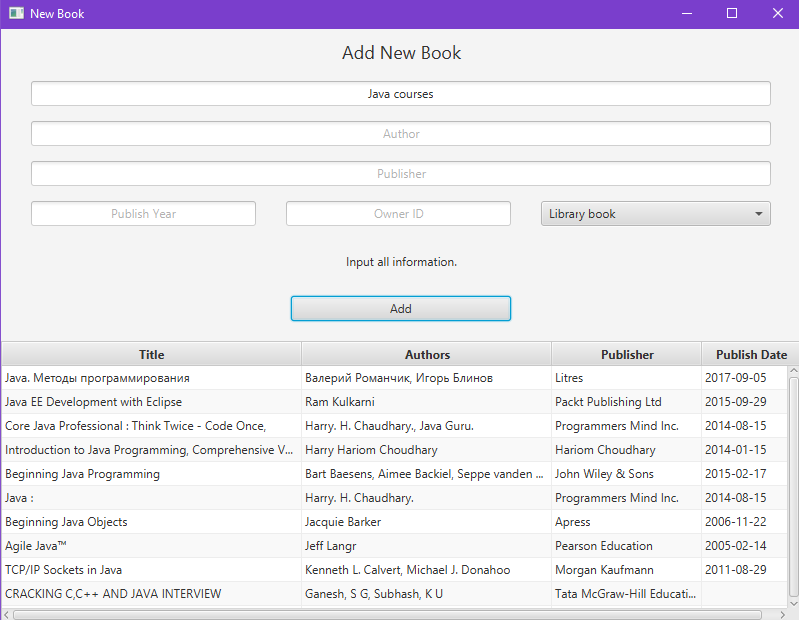 New Book
Add New Book
Java courses
Author
Publisher
Publish Year Owner ID Library book
Input all information.
Add
Title Authors Publisher Publish Date
Java. Методы программирования Валерий Романчик, Игорь Блинов Litres 2017-09-05
Java EE Development with Eclipse Ram Kulkarni Packt Publishing Ltd 2015-09-29
Core Java Professional : Think Twice - Code Once, Harry. H. Chaudhary., Java Guru. Programmers Mind Inc. 2014-08-15
Introduction to Java Programming, Comprehensive V... Harry Hariom Choudhary Hariom Choudhary 2014-01-15
Beginning Java Programming Bart Baesens, Aimee Backiel, Seppe vanden ... John Wiley & Sons 2015-02-17
Java : Harry. H. Chaudhary. Programmers Mind Inc. 2014-08-15
Beginning Java Objects Jacquie Barker Apress 2006-11-22
Agile Java™ Jeff Langr Pearson Education 2005-02-14
TCP/IP Sockets in Java Kenneth L. Calvert, Michael J. Donahoo Morgan Kaufmann 2011-08-29
CRACKING C,C++ AND JAVA INTERVIEW Ganesh, S G, Subhash, K U Tata McGraw-Hill Educati...